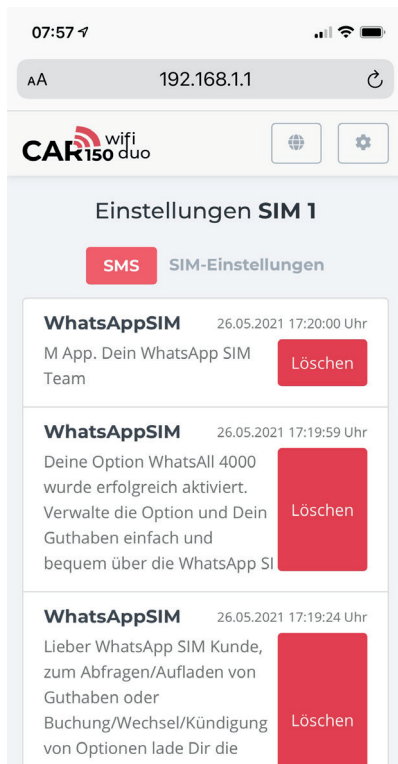 07:57
AA 192.168.1.1
CAR150 wifi duo
Einstellungen SIM 1
SMS SIM-Einstellungen
WhatsAppSIM 26.05.2021 17:20:00 Uhr
M App. Dein WhatsApp SIM
Team
Löschen
WhatsAppSIM 26.05.2021 17:19:59 Uhr
Deine Option WhatsAll 4000
wurde erfolgreich aktiviert.
Verwalte die Option und Dein
Guthaben einfach und
bequem über die WhatsApp SI
Löschen
WhatsAppSIM 26.05.2021 17:19:24 Uhr
Lieber WhatsApp SIM Kunde,
zum Abfragen/Aufladen von
Guthaben oder
Buchung/Wechsel/Kündigung
von Optionen lade Dir die
Löschen